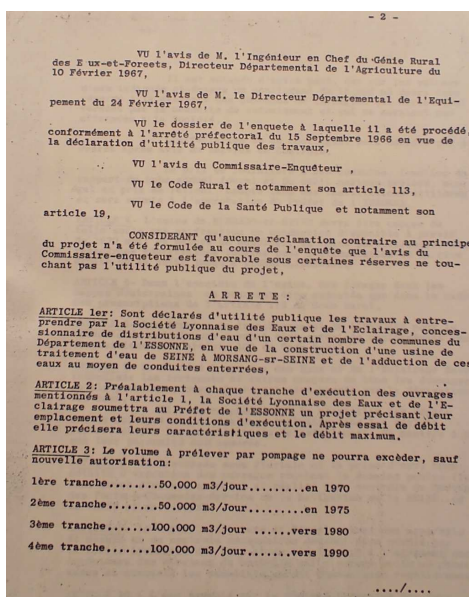 - 2 -
VU l'avis de M. l'Ingénieur en Chef du Génie Rural
des E ux-et-Foreets, Directeur Départemental de l'Agriculture du
10 Février 1967,
VU l'avis de M. le Directeur Départemental de l'Equi-
pement du 24 Février 1967,
VU le dossier de l'enquete à laquelle il a été procédé,
conformément à l'arrêté préfectoral du 15 Septembre 1966 en vue de
la déclaration d'utilité publique des travaux,
VU l'avis du Commissaire-Enquêteur ,
VU le Code Rural et notamment son article 113,
VU le Code de la Santé Publique et notamment son
article 19,
CONSIDERANT qu'aucune réclamation contraire au principe
du projet n'a été formulée au cours de l'enquête que l'avis du
Commissaire-enqueteur est favorable sous certaines réserves ne tou-
chant pas l'utilité publique du projet,
A R R E T E :
ARTICLE 1er: Sont déclarés d'utilité publique les travaux à entre-
prendre par la Société Lyonnaise des Eaux et de l'Eclairage, conces-
sionnaire de distributions d'eau d'un certain nombre de communes du
Département de l'ESSONNE, en vue de la construction d'une usine de
traitement d'eau de SEINE à MORSANG-sr-SEINE et de l'adduction de ces
eaux au moyen de conduites enterrées,
ARTICLE 2: Préalablement à chaque tranche d'exécution des ouvrages
mentionnés à l'article 1, la Société Lyonnaise des Eaux et de l'E-
clairage soumettra au Préfet de l'ESSONNE un projet précisant leur
emplacement et leurs conditions d'exécution. Après essai de débit
elle précisera leurs caractéristiques et le débit maximum.
ARTICLE 3: Le volume à prélever par pompage ne pourra excèder, sauf
nouvelle autorisation:
1ère tranche........50.000 m3/jour.........en 1970
2ème tranche........50.000 m3/jour.........en 1975
3ème tranche.......100,000 m3/jour ......vers 1980
4ème tranche.......100.000 m3/jour.......vers 1990
..../....